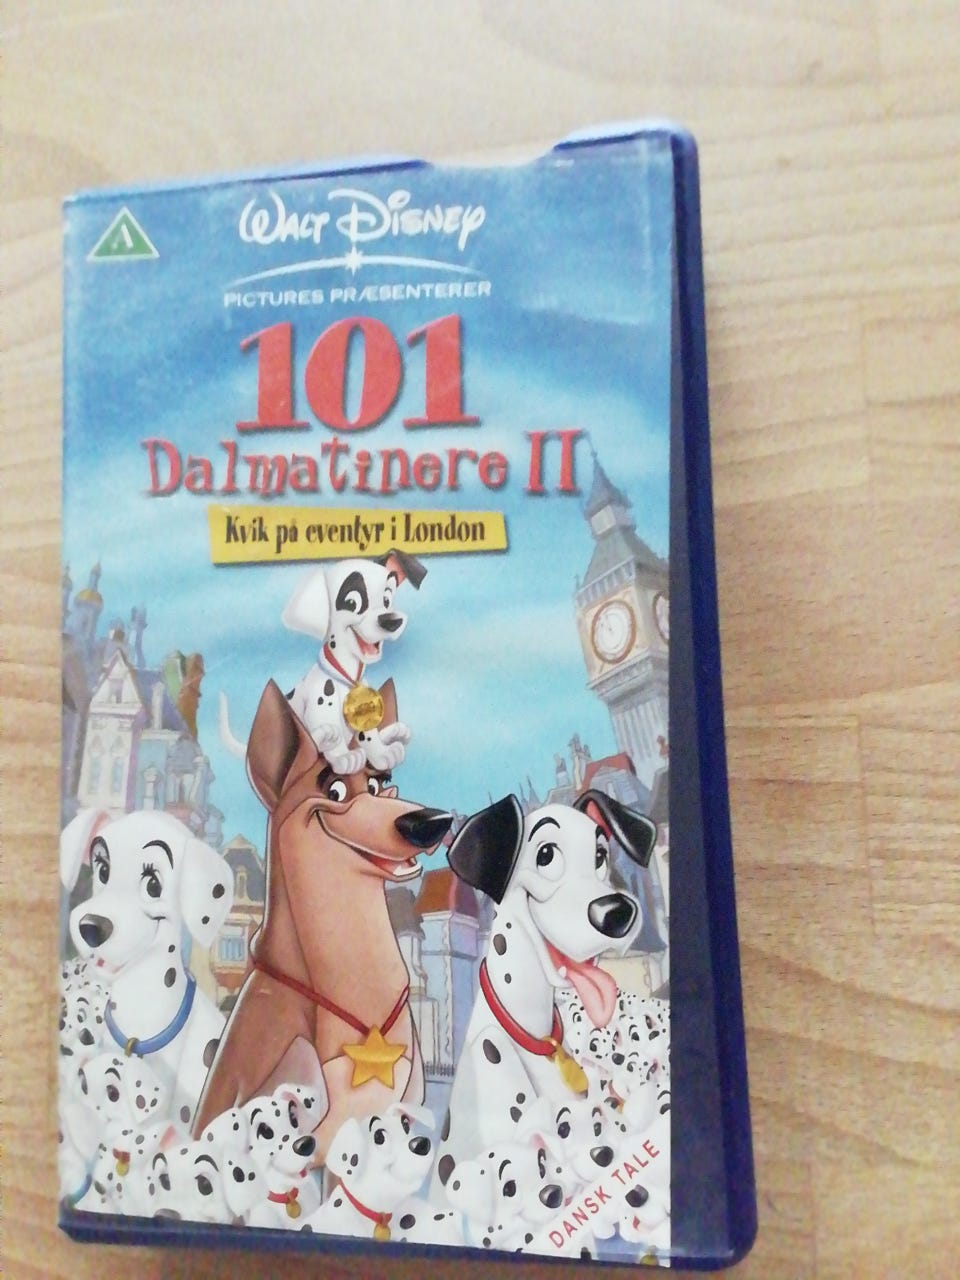 A
WALT DISNEY
PICTURES PRÆSENTERER
101
Dalmatinere II
Kvik på eventyr i London
DANSK TALE